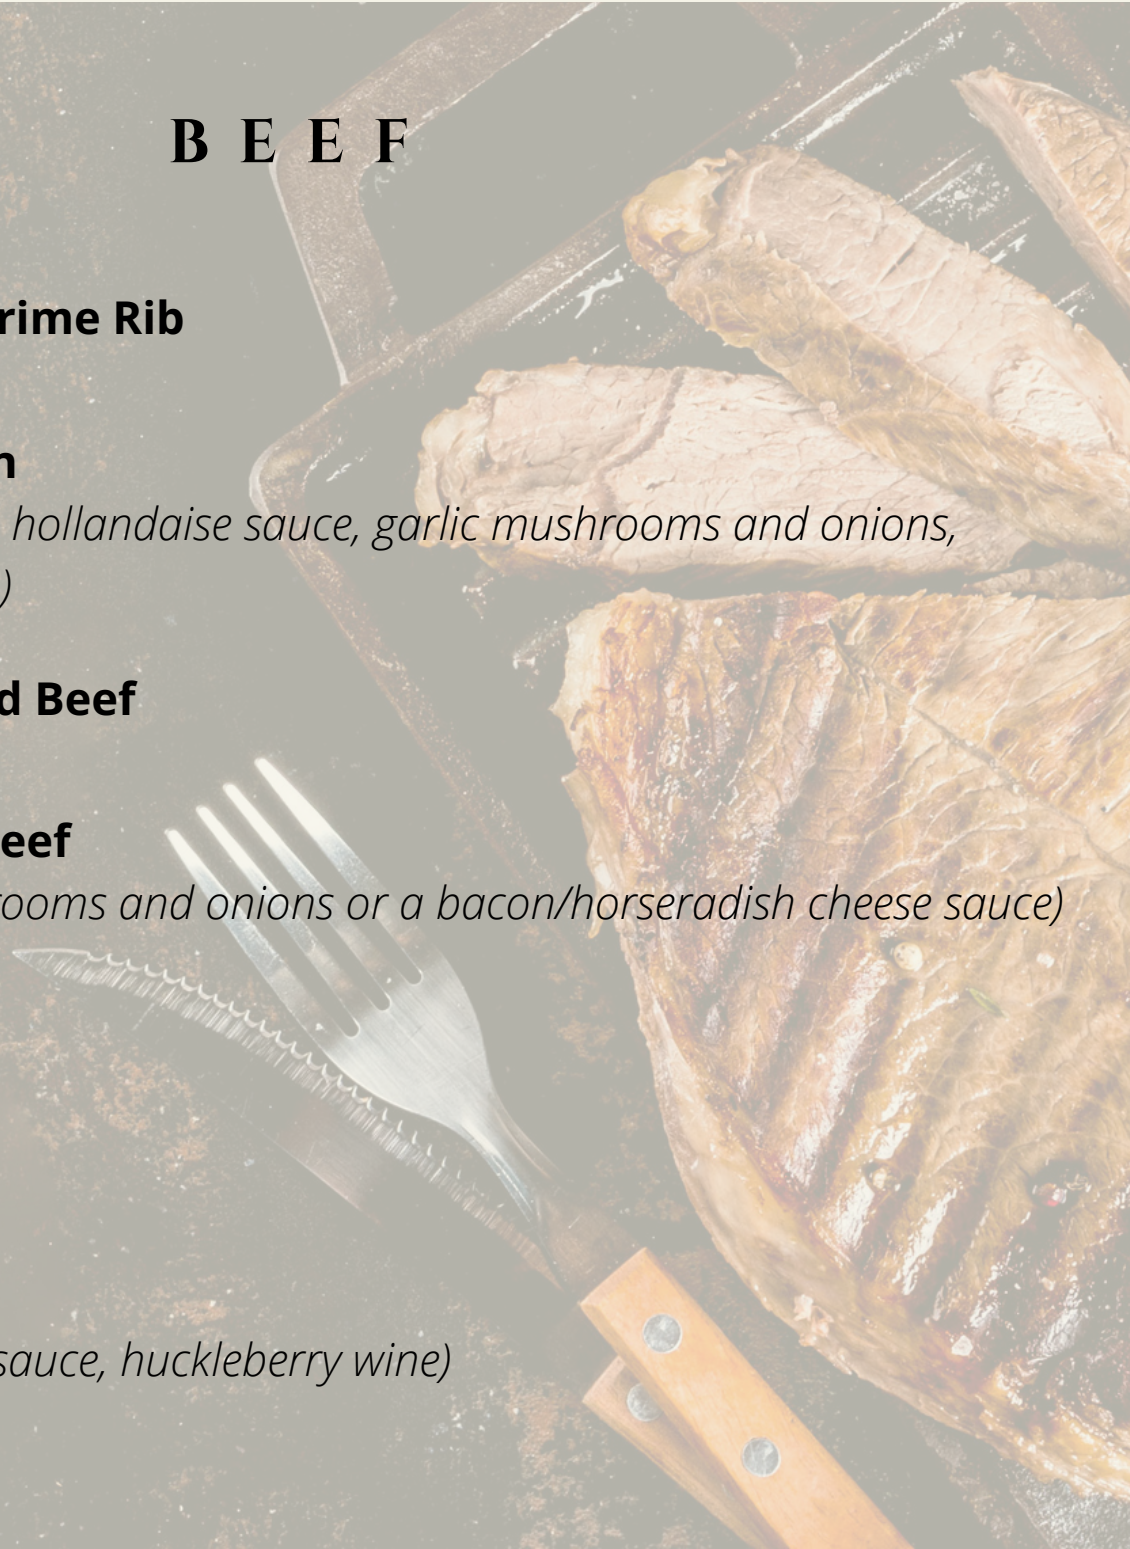 BEEF
rime Rib
n
hollandaise sauce, garlic mushrooms and onions,
)
d Beef
eef
rooms and onions or a bacon/horseradish cheese sauce)
sauce, huckleberry wine)